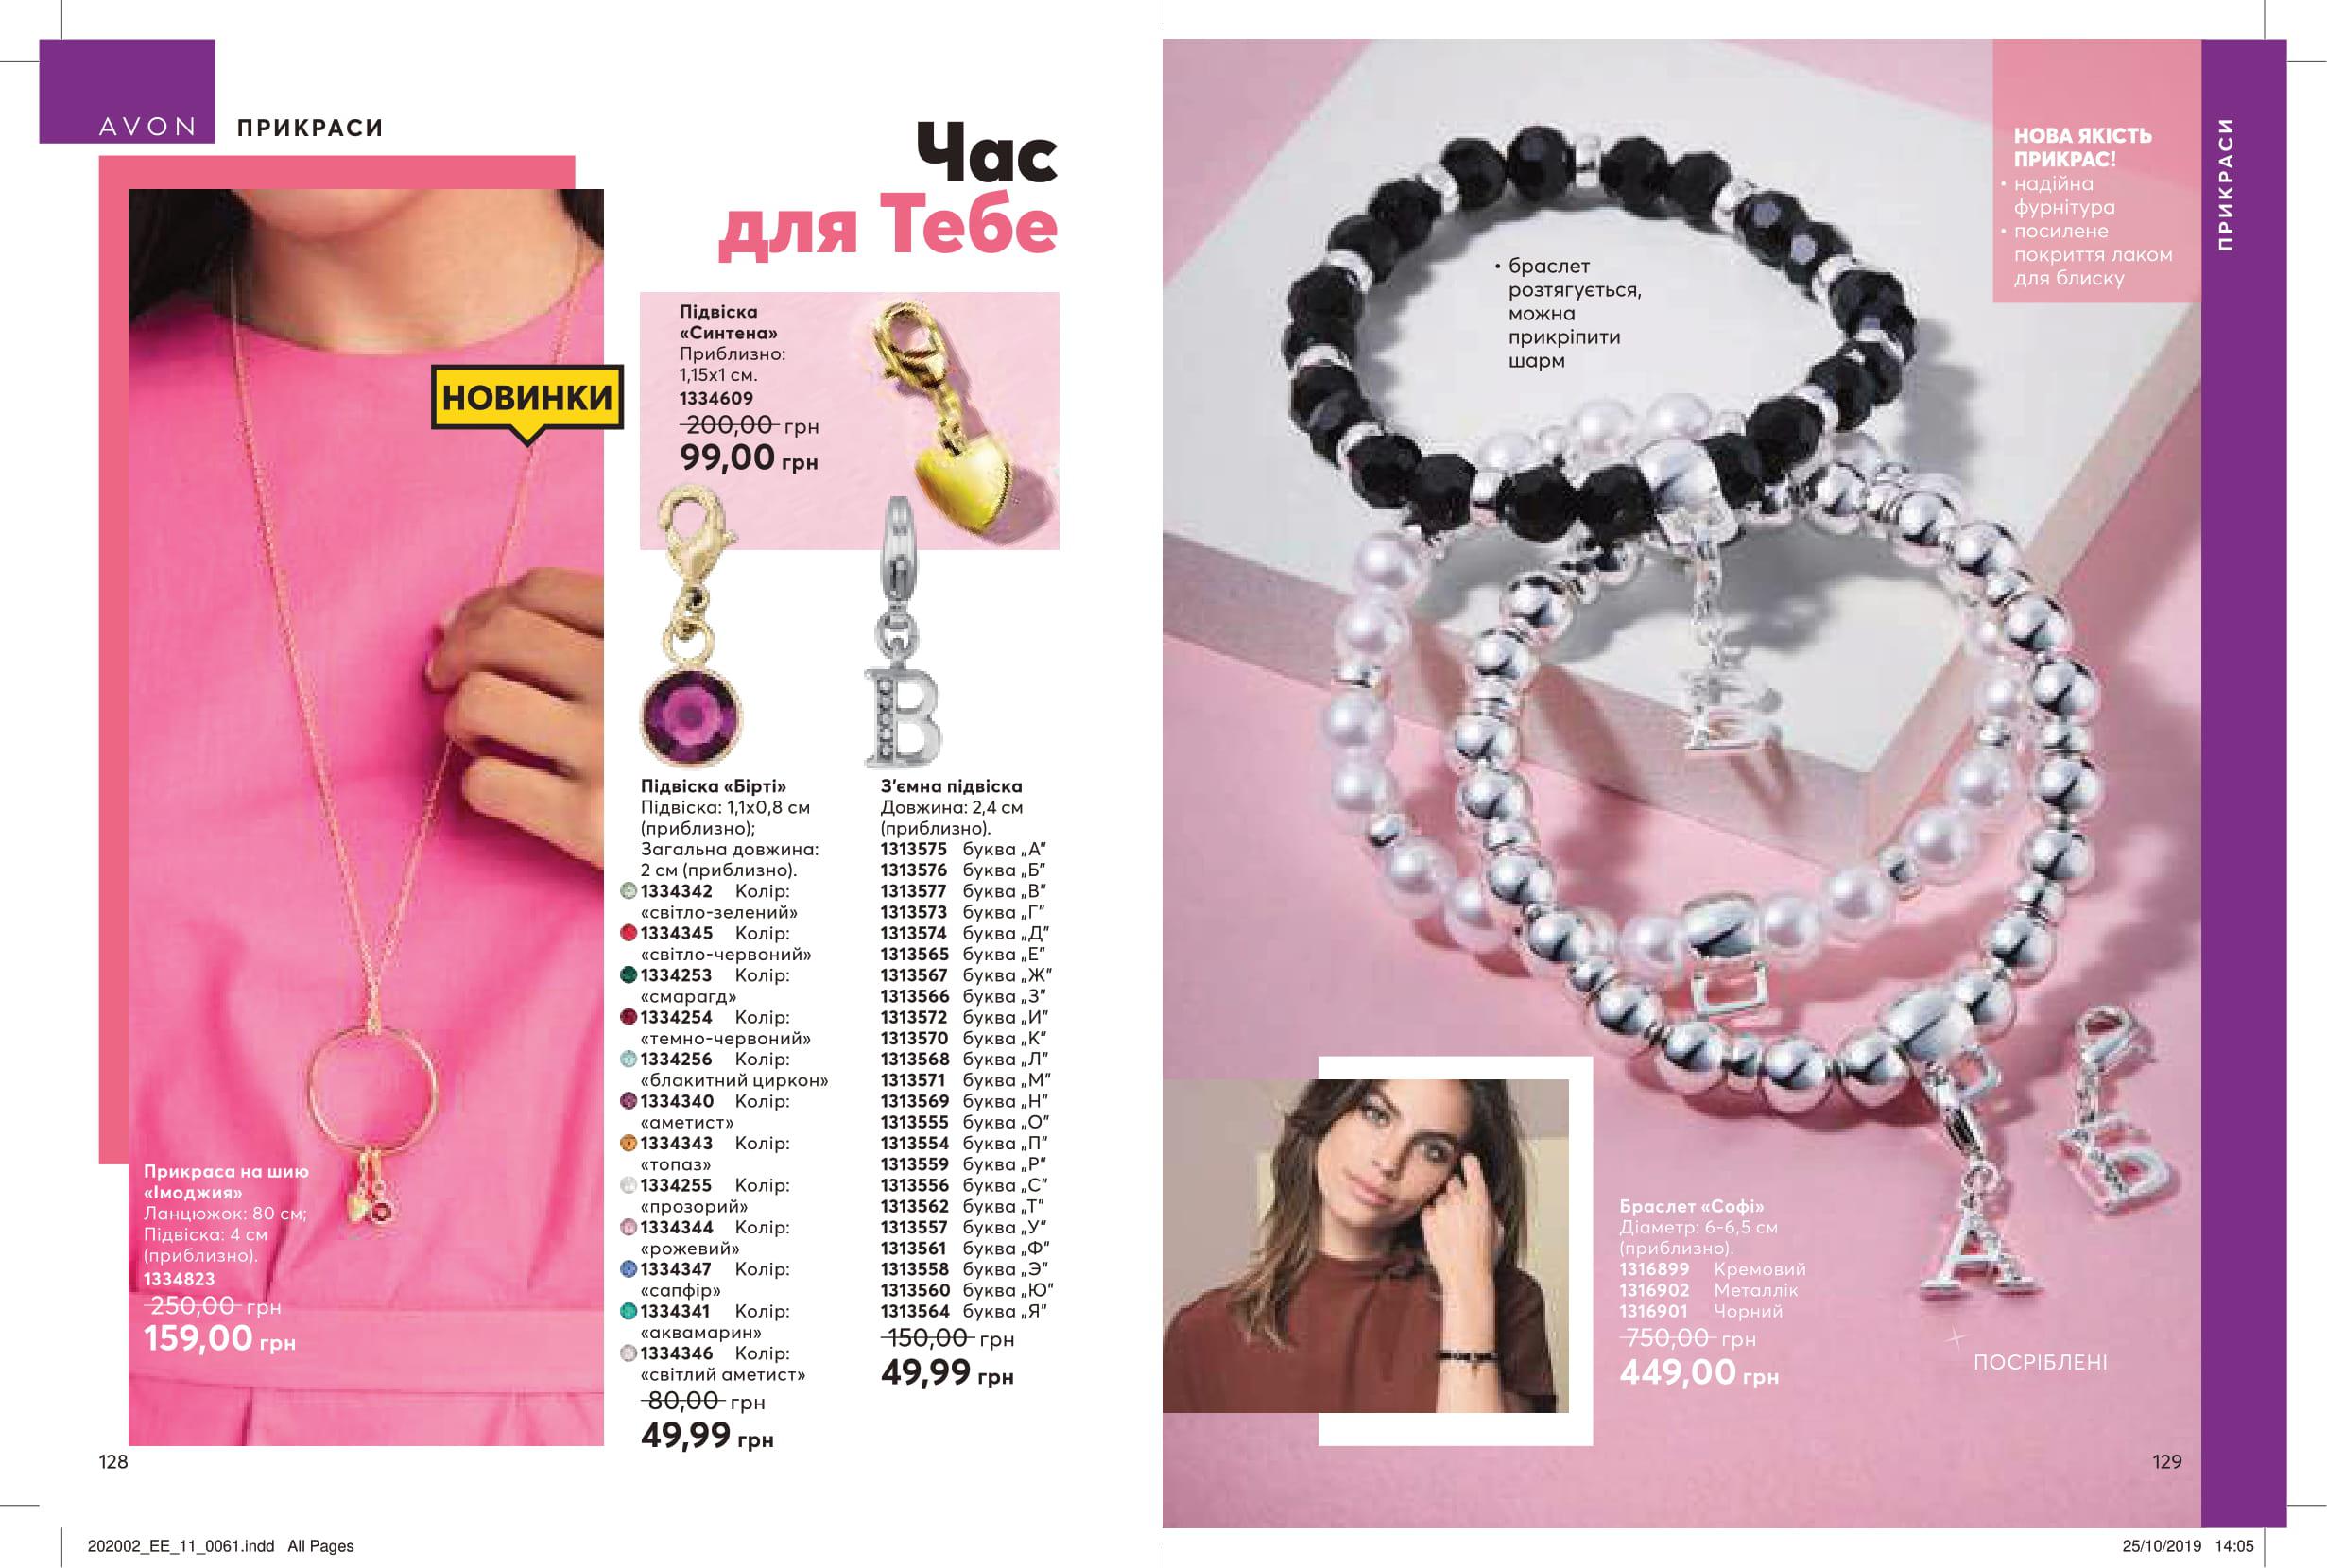 AVON ПРИКРАСИ
Час
для Тебе
НОВИНКИ
Підвіска
«Синтена»
Приблизно:
1,15х1 см.
1334609
200,00 грн
99,00 грн
Прикраса на шию
«Імоджия»
Ланцюжок: 80 см;
Підвіска: 4 см
(приблизно).
1334823
250,00 грн
159,00 грн
Підвіска «Бірті»
Підвіска: 1,1х0,8 см
(приблизно);
Загальна довжина:
2 см (приблизно).
1334342 Колір:
«світло-зелений»
1334345 Колір:
«світло-червоний»
1334253 Колір:
«смарагд»
1334254 Колір:
«темно-червоний»
1334256 Колір:
«блакитний циркон»
1334340 Колір:
«аметист»
1334343 Колір:
«топаз»
1334255 Колір:
«прозорий»
1334344 Колір:
«рожевий»
1334347 Колір:
«сапфір»
1334341 Колір:
«аквамарин»
1334346 Колір:
«світлий аметист»
80,00 грн
49,99 грн
В
З'ємна підвіска
Довжина: 2,4 см
(приблизно).
1313575 буква „А"
1313576 буква „Б"
1313577 буква „В"
1313573 буква „Г"
1313574 буква „Д"
1313565 буква „Е"
1313567 буква „Ж"
1313566 буква „З"
1313572 буква „И"
1313570 буква „К"
1313568 буква „Л"
1313571 буква „М"
1313569 буква „Н"
1313555 буква „О"
1313554 буква „П"
1313559 буква „Р"
1313556 буква „С"
1313562 буква „Т"
1313557 буква „У"
1313561 буква „Ф"
1313558 буква „Э"
1313560 буква „Ю"
1313564 буква „Я"
150,00 грн
49,99 грн
128
НОВА ЯКІСТЬ
ПРИКРАС!
• надійна
фурнітура
• посилене
покриття лаком
для блиску
ПРИКРАСИ
• браслет
розтягується,
можна
прикріпити
шарм
Б
А
Браслет «Софі»
Діаметр: 6-6,5 см
(приблизно).
1316899 Кремовий
1316902 Металлік
1316901 Чорний
750,00 грн
449,00 грн
ПОСРІБЛЕНІ
129
202002_EE_11_0061.indd All Pages
25/10/2019 14:05